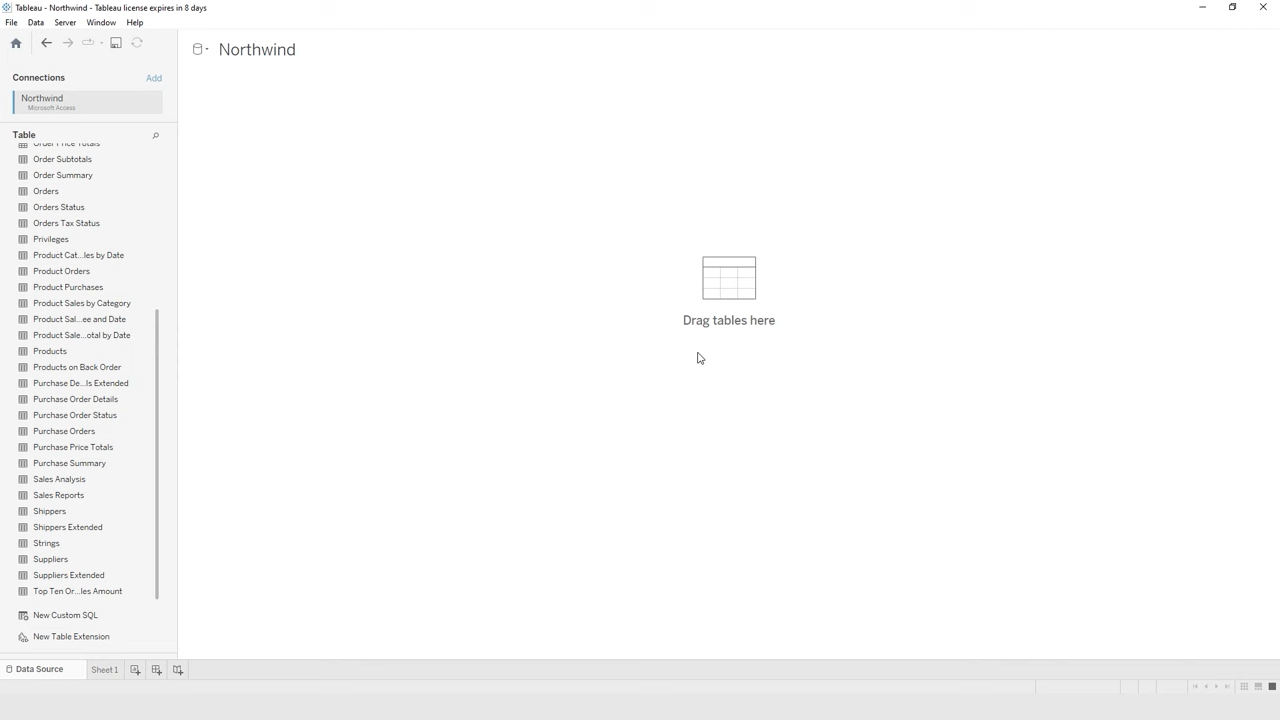 Tableau - Northwind - Tableau license expires in 8 days
File Data Server Window Help
Northwind
Connections Add
Northwind
Microsoft Access
Table
Order Price Totals
Order Subtotals
Order Summary
Orders
Orders Status
Orders Tax Status
Privileges
Product Cat...les by Date
Product Orders
Product Purchases
Product Sales by Category
Product Sal...ee and Date
Product Sale...otal by Date
Products
Products on Back Order
Purchase De...ls Extended
Purchase Order Details
Purchase Order Status
Purchase Orders
Purchase Price Totals
Purchase Summary
Sales Analysis
Sales Reports
Shippers
Shippers Extended
Strings
Suppliers
Suppliers Extended
Top Ten Or...les Amount
New Custom SQL
New Table Extension
Drag tables here
Data Source Sheet 1